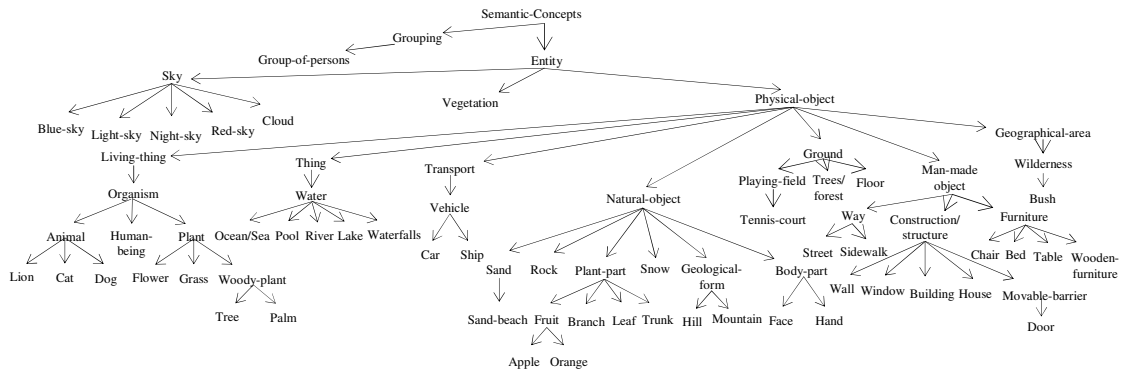 Semantic-Concepts
Grouping
Group-of-persons
Entity
Sky
Vegetation
Physical-object
Blue-sky
Light-sky
Night-sky
Red-sky
Cloud
Living-thing
Thing
Transport
Natural-object
Ground
Man-made
object
Geographical-area
Organism
Water
Vehicle
Playing-field
Trees/
forest
Floor
Wilderness
Bush
Tennis-court
Animal
Human-
being
Plant
Ocean/Sea
Pool
River
Lake
Waterfalls
Car
Ship
Way
Construction/
structure
Furniture
Street
Sidewalk
Chair
Bed
Table
Wooden-
furniture
Lion
Cat
Dog
Flower
Grass
Woody-plant
Sand
Rock
Plant-part
Snow
Geological-
form
Body-part
Wall
Window
Building
House
Movable-barrier
Tree
Palm
Sand-beach
Fruit
Branch
Leaf
Trunk
Hill
Mountain
Face
Hand
Door
Apple
Orange